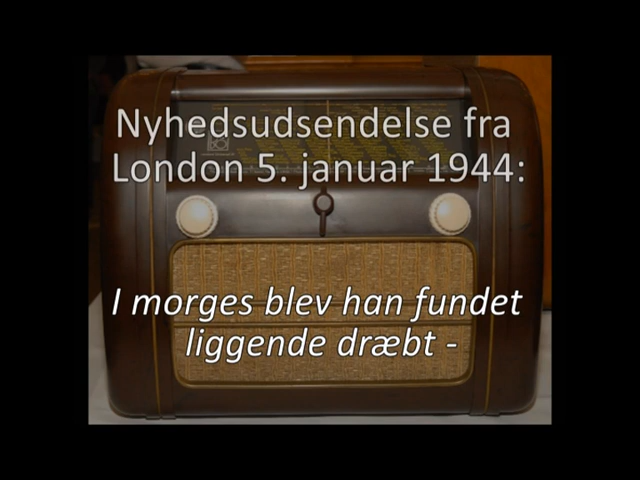 Nyhedsudsendelse fra
London 5. januar 1944:
I morges blev han fundet
liggende dræbt -